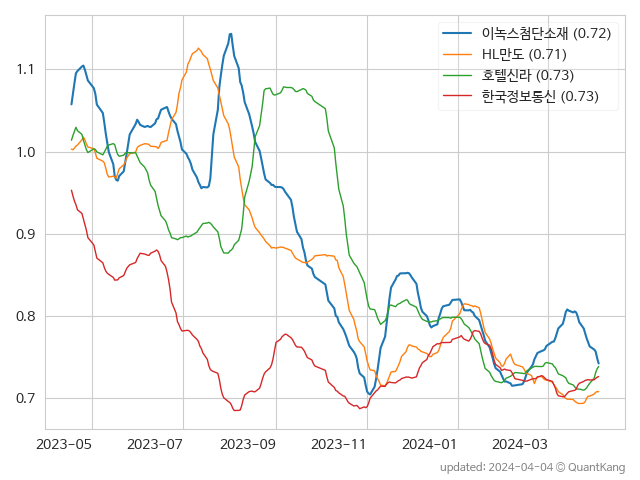 이녹스첨단소재 (0.72)
HL만도 (0.71)
호텔신라 (0.73)
한국정보통신 (0.73)
1.1
1.0
0.9
0.8
0.7
2023-05 2023-07 2023-09 2023-11 2024-01 2024-03
updated: 2024-04-04 © QuantKang